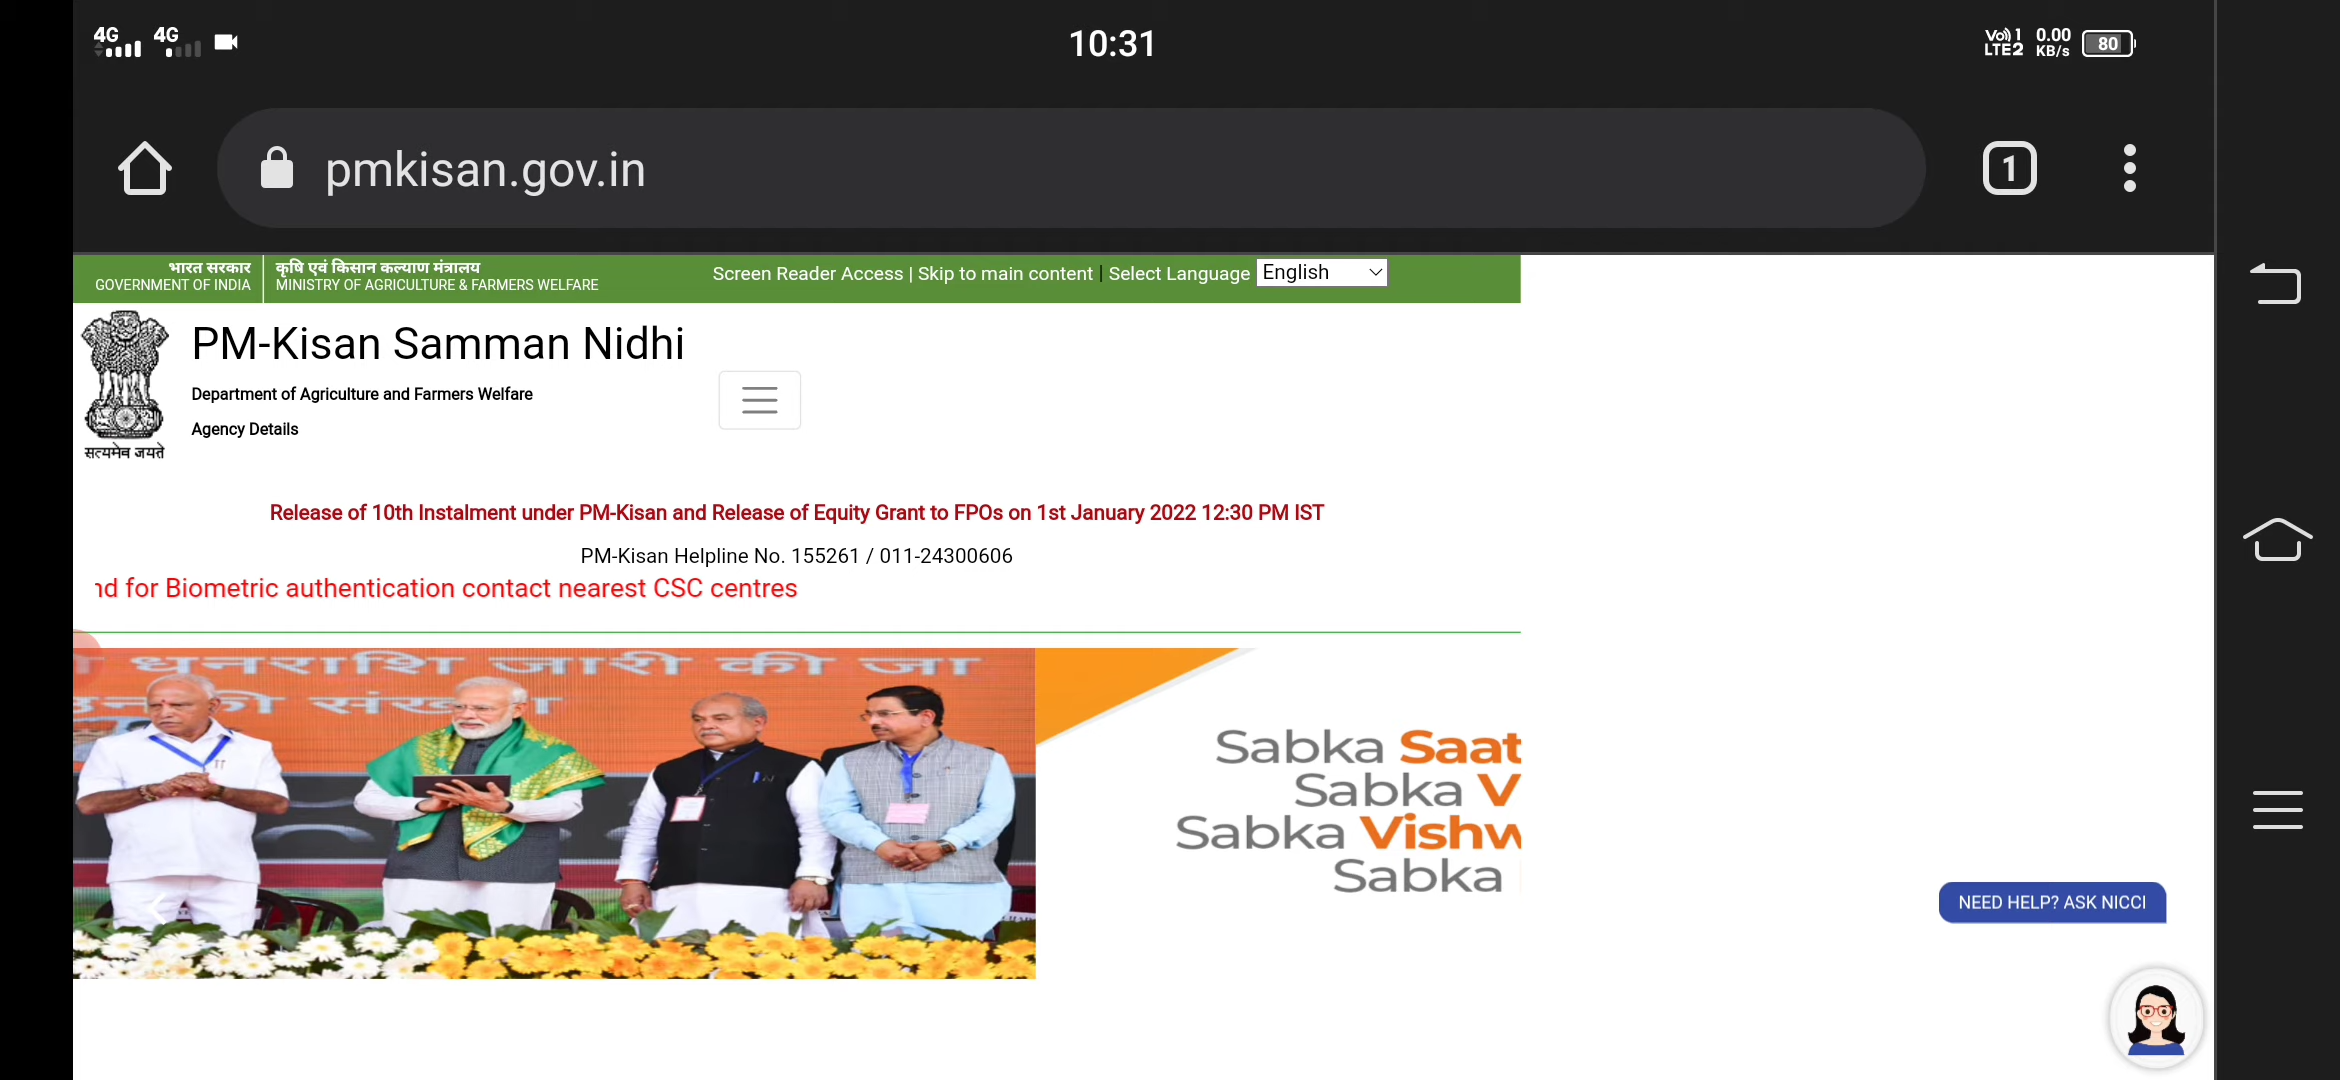 4G 4G 10:31 Vo) 1 LTE2 0.00 KB/s 80
pmkisan.gov.in 1
भारत सरकार
GOVERNMENT OF INDIA
कृषि एवं किसान कल्याण मंत्रालय
MINISTRY OF AGRICULTURE & FARMERS WELFARE
Screen Reader Access | Skip to main content | Select Language English
PM-Kisan Samman Nidhi
Department of Agriculture and Farmers Welfare
Agency Details
सत्यमेव जयते
Release of 10th Instalment under PM-Kisan and Release of Equity Grant to FPOs on 1st January 2022 12:30 PM IST
PM-Kisan Helpline No. 155261 / 011-24300606
nd for Biometric authentication contact nearest CSC centres
धनराशि जारी की जा
Sabka Saat
Sabka V
Sabka Vishw
Sabka
NEED HELP? ASK NICCI